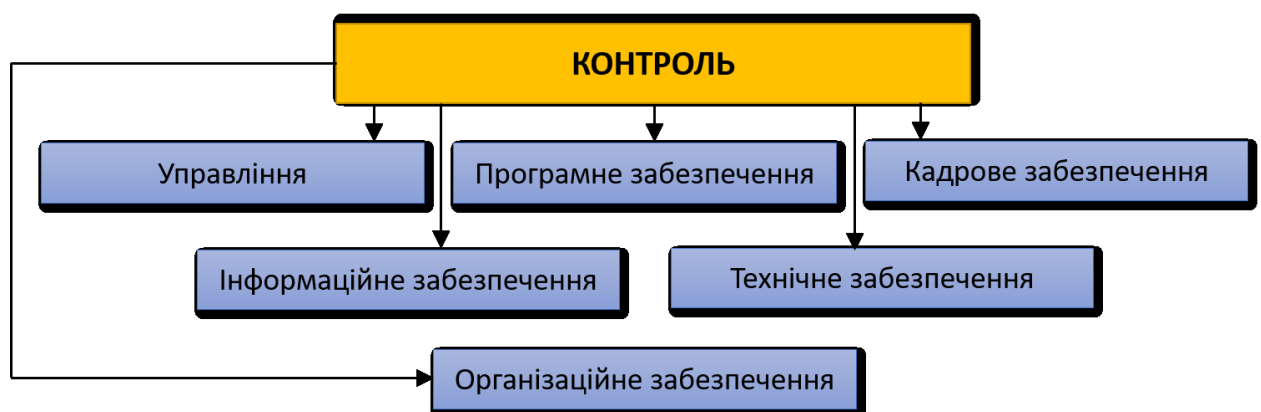 КОНТРОЛЬ
Управління
Програмне забезпечення
Кадрове забезпечення
Інформаційне забезпечення
Технічне забезпечення
Організаційне забезпечення